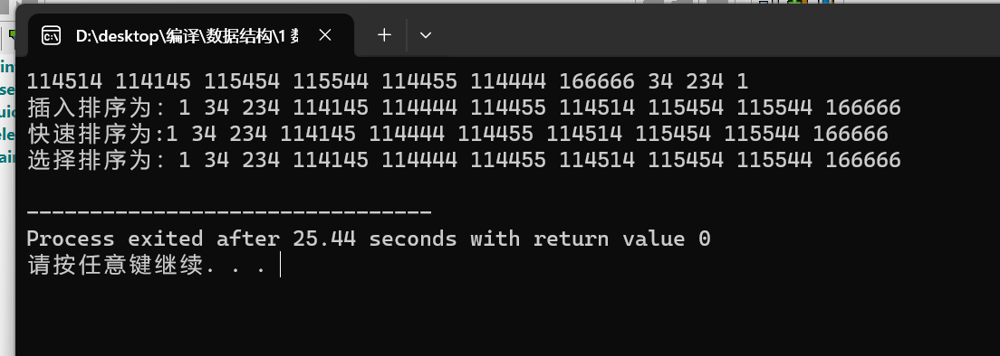 D:\desktop\编译\数据结构\1 数
114514 114145 115454 115544 114455 114444 166666 34 234 1
插入排序为: 1 34 234 114145 114444 114455 114514 115454 115544 166666
快速排序为:1 34 234 114145 114444 114455 114514 115454 115544 166666
选择排序为: 1 34 234 114145 114444 114455 114514 115454 115544 166666
--------------------------------
Process exited after 25.44 seconds with return value 0
请按任意键继续. . .